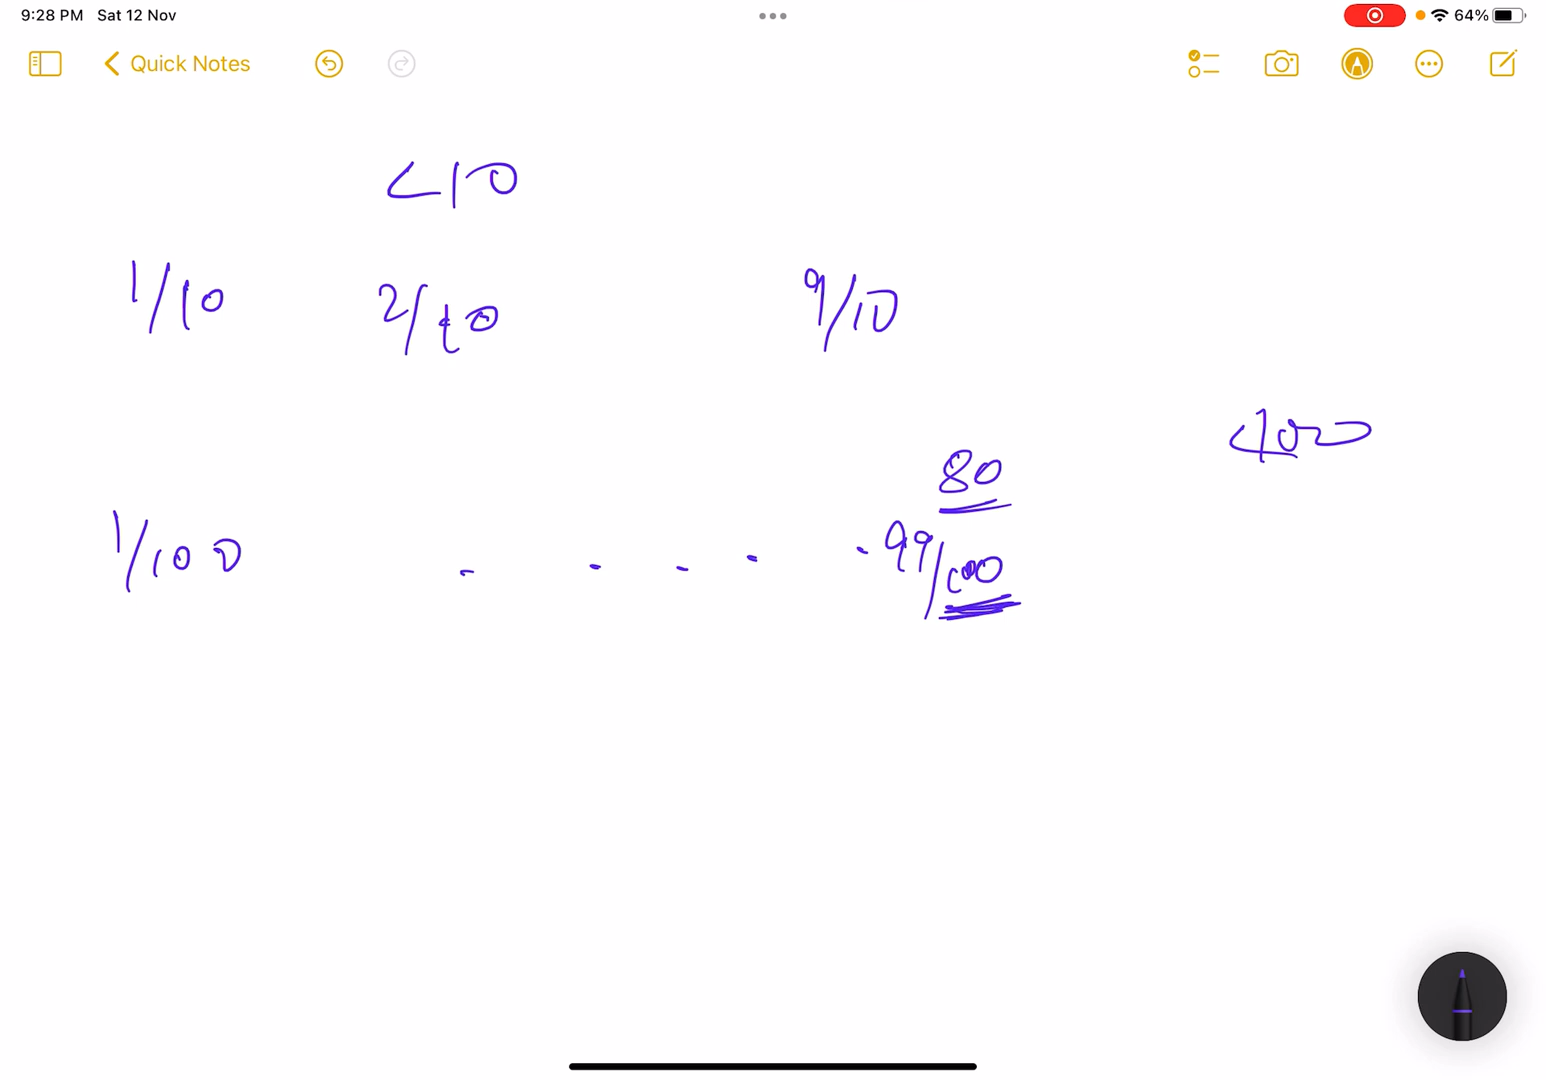 9:28 PM Sat 12 Nov
64%
Quick Notes
<10
1/10 2/10 9/10
<100
80
1/100 - - - - . 99/100